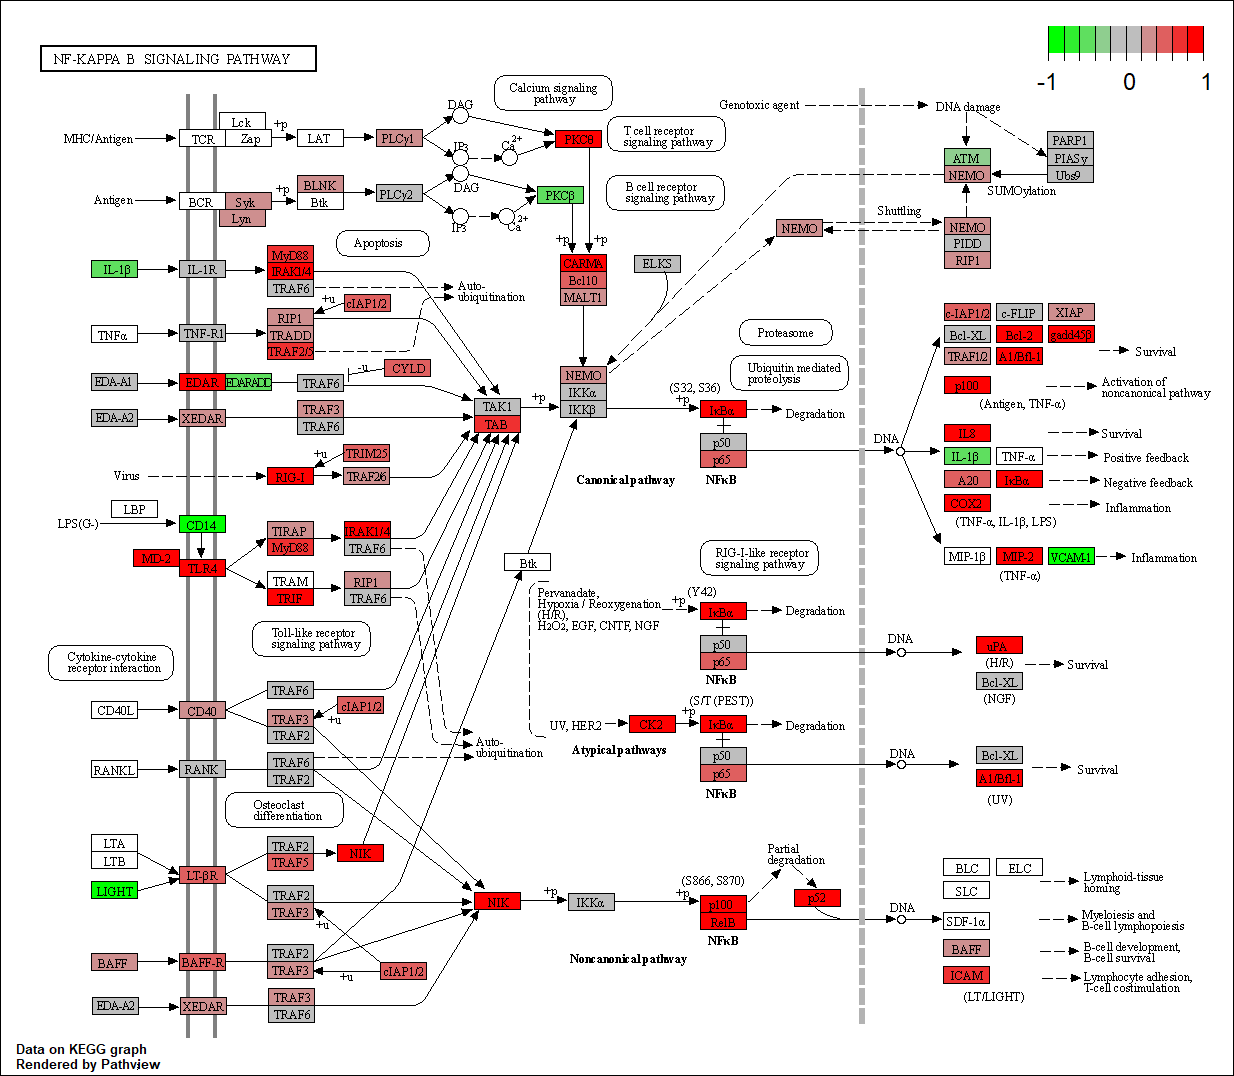 NF-KAPPA B SIGNALING PATHWAY
-1 0 1
Calcium signaling
pathway
T cell receptor
signaling pathway
B cell receptor
signaling pathway
Apoptosis
Proteasome
Ubiquitin mediated
proteolysis
RIG-I-like receptor
signaling pathway
Toll-like receptor
signaling pathway
Cytokine-cytokine
receptor interaction
Osteoclast
differentiation
MHC/Antigen
TCR
Lck
Zap
+p
LAT
PLCγ1
DAG
IP3
Ca2+
PKCθ
Antigen
BCR
Syk
Lyn
+p
BLNK
Btk
PLCγ2
DAG
IP3
Ca2+
PKCβ
+p
+p
CARMA
Bcl10
MALT1
ELKS
Genotoxic agent
DNA damage
ATM
NEMO
PARP1
PIASy
Ubs9
SUMOylation
Shuttling
NEMO
NEMO
PIDD
RIP1
IL-1β
IL-1R
MyD88
IRAK1/4
TRAF6
Auto-
ubiquitination
+u
cIAP1/2
TNFα
TNF-R1
RIP1
TRADD
TRAF2/5
EDA-A1
EDAR
EDARADD
TRAF6
-u
CYLD
EDA-A2
XEDAR
TRAF3
TRAF6
TAK1
TAB
+p
NEMO
IKKα
IKKβ
(S32, S36)
+p
IκBα
Degradation
p50
p65
NFκB
Canonical pathway
DNA
Virus
RIG-I
+u
TRIM25
TRAF2/6
LBP
LPS(G-)
CD14
MD-2
TLR4
TIRAP
MyD88
IRAK1/4
TRAF6
TRAM
TRIF
RIP1
TRAF6
Btk
Pervanadate,
Hypoxia / Reoxygenation
(H/R),
H2O2, EGF, CNTF, NGF
(Y42)
+p
IκBα
Degradation
p50
p65
NFκB
DNA
UV, HER2
CK2
(S/T (PEST))
+p
IκBα
Degradation
p50
p65
NFκB
Atypical pathways
DNA
c-IAP1/2
c-FLIP
XIAP
Bcl-XL
Bcl-2
gadd45β
TRAF1/2
A1/Bfl-1
Survival
p100
Activation of
noncanonical pathway
(Antigen, TNF-α)
IL8
Survival
IL-1β
TNF-α
Positive feedback
A20
IκBα
Negative feedback
COX2
Inflammation
(TNF-α, IL-1β, LPS)
MIP-1β
MIP-2
VCAM-1
Inflammation
(TNF-α)
uPA
(H/R)
Survival
Bcl-XL
(NGF)
Bcl-XL
A1/Bfl-1
Survival
(UV)
CD40L
CD40
TRAF6
TRAF3
TRAF2
cIAP1/2
+u
Auto-
ubiquitination
RANKL
RANK
TRAF6
TRAF2
LTA
LTB
LIGHT
LT-βR
TRAF2
TRAF5
NIK
TRAF2
TRAF3
+u
BAFF
BAFF-R
TRAF2
TRAF3
+u
cIAP1/2
EDA-A2
XEDAR
TRAF3
TRAF6
NIK
+p
IKKα
(S866, S870)
+p
p100
RelB
NFκB
Partial
degradation
p52
Noncanonical pathway
DNA
BLC
ELC
SLC
Lymphoid-tissue
homing
SDF-1α
Myeloiesis and
B-cell lymphopoiesis
BAFF
B-cell development,
B-cell survival
ICAM
Lymphocyte adhesion,
T-cell costimulation
(LT/LIGHT)
Data on KEGG graph
Rendered by Pathview